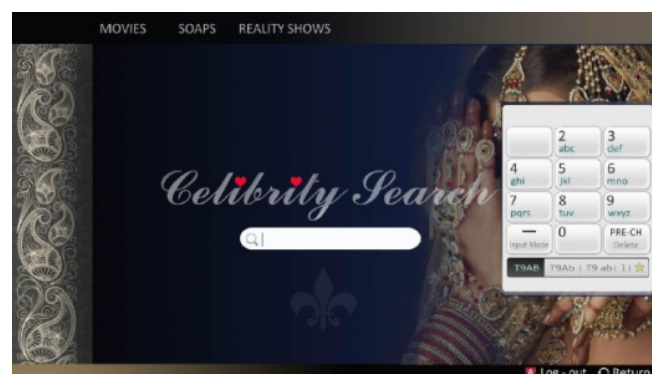 MOVIES SOAPS REALITY SHOWS
Celibrity Search
2 3
abc def
4 5 6
ghi jkl mno
7 8 9
pqrs tuv wxyz
— 0 PRE-CH
Input Mode Delete
T9AB T9Ab T9 ab
A Log - out Return